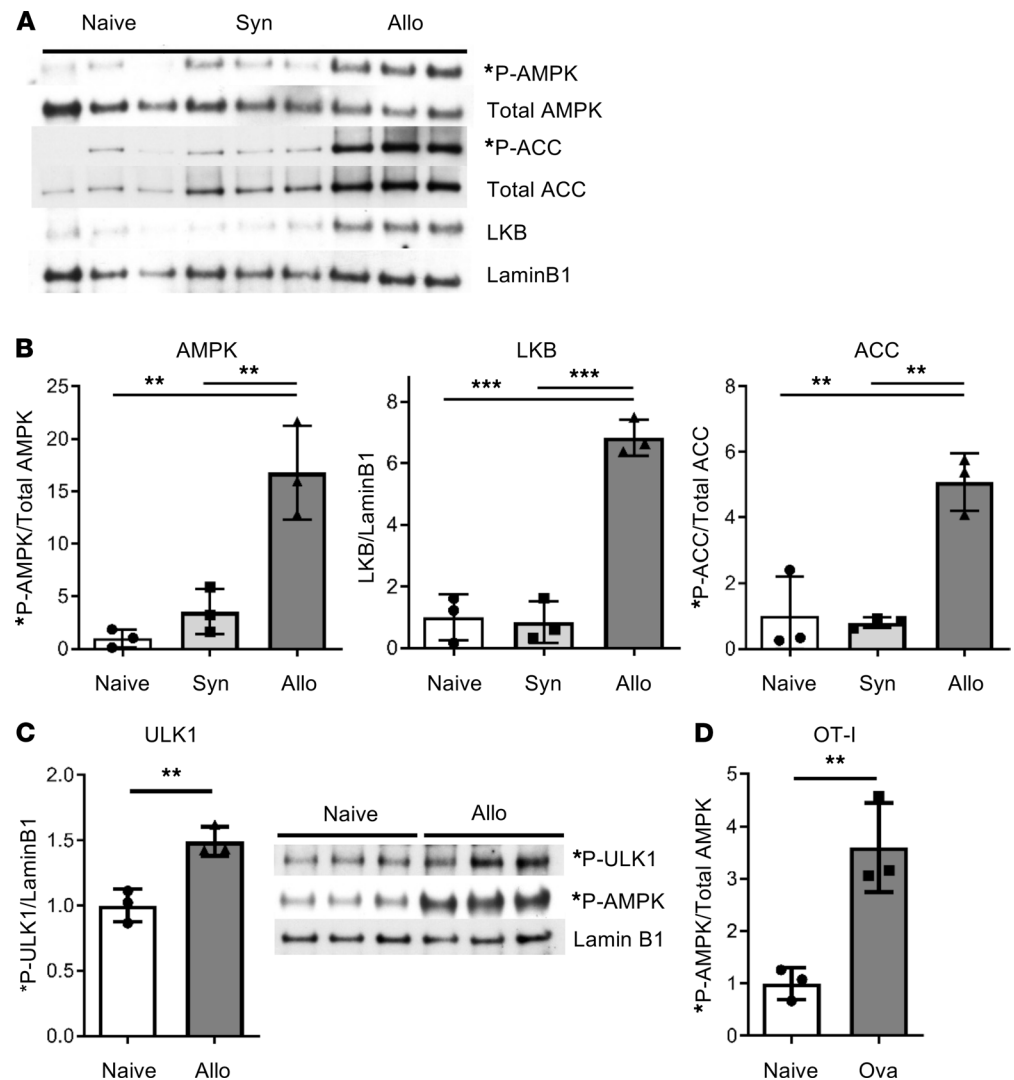 A
Naive Syn Allo
*P-AMPK
Total AMPK
*P-ACC
Total ACC
LKB
LaminB1
B
AMPK
*P-AMPK/Total AMPK
25
20
15
10
5
0
** **
Naive Syn Allo
LKB
LKB/LaminB1
8
6
4
2
0
*** ***
Naive Syn Allo
ACC
*P-ACC/Total ACC
8
6
4
2
0
** **
Naive Syn Allo
C
ULK1
*P-ULK1/LaminB1
2.0
1.5
1.0
0.5
0.0
**
Naive Allo
Naive Allo
*P-ULK1
*P-AMPK
Lamin B1
D
OT-I
*P-AMPK/Total AMPK
5
4
3
2
1
0
**
Naive Ova